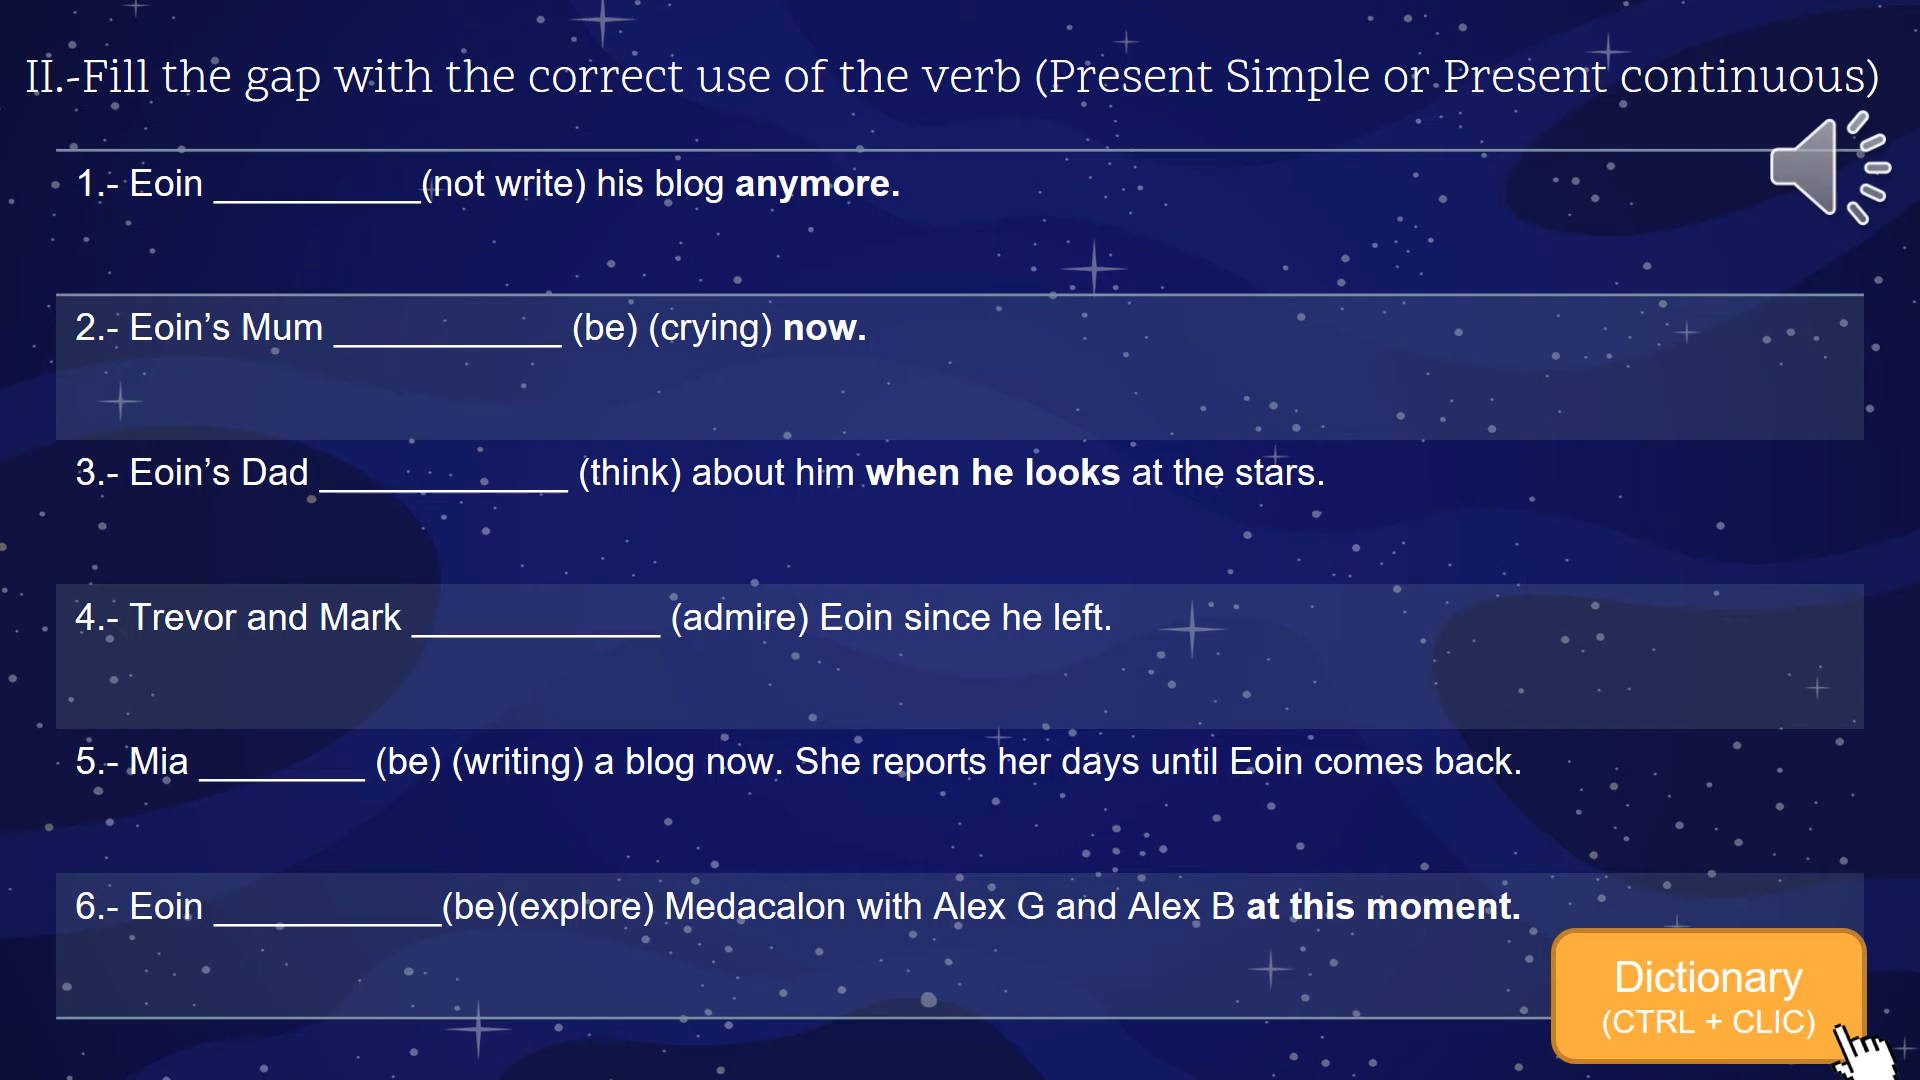 II.-Fill the gap with the correct use of the verb (Present Simple or Present continuous)
1.- Eoin __________(not write) his blog anymore.
2.- Eoin’s Mum ___________ (be) (crying) now.
3.- Eoin’s Dad ____________ (think) about him when he looks at the stars.
4.- Trevor and Mark ____________ (admire) Eoin since he left.
5.- Mia ________ (be) (writing) a blog now. She reports her days until Eoin comes back.
6.- Eoin ___________(be)(explore) Medacalon with Alex G and Alex B at this moment.
Dictionary
(CTRL + CLIC)